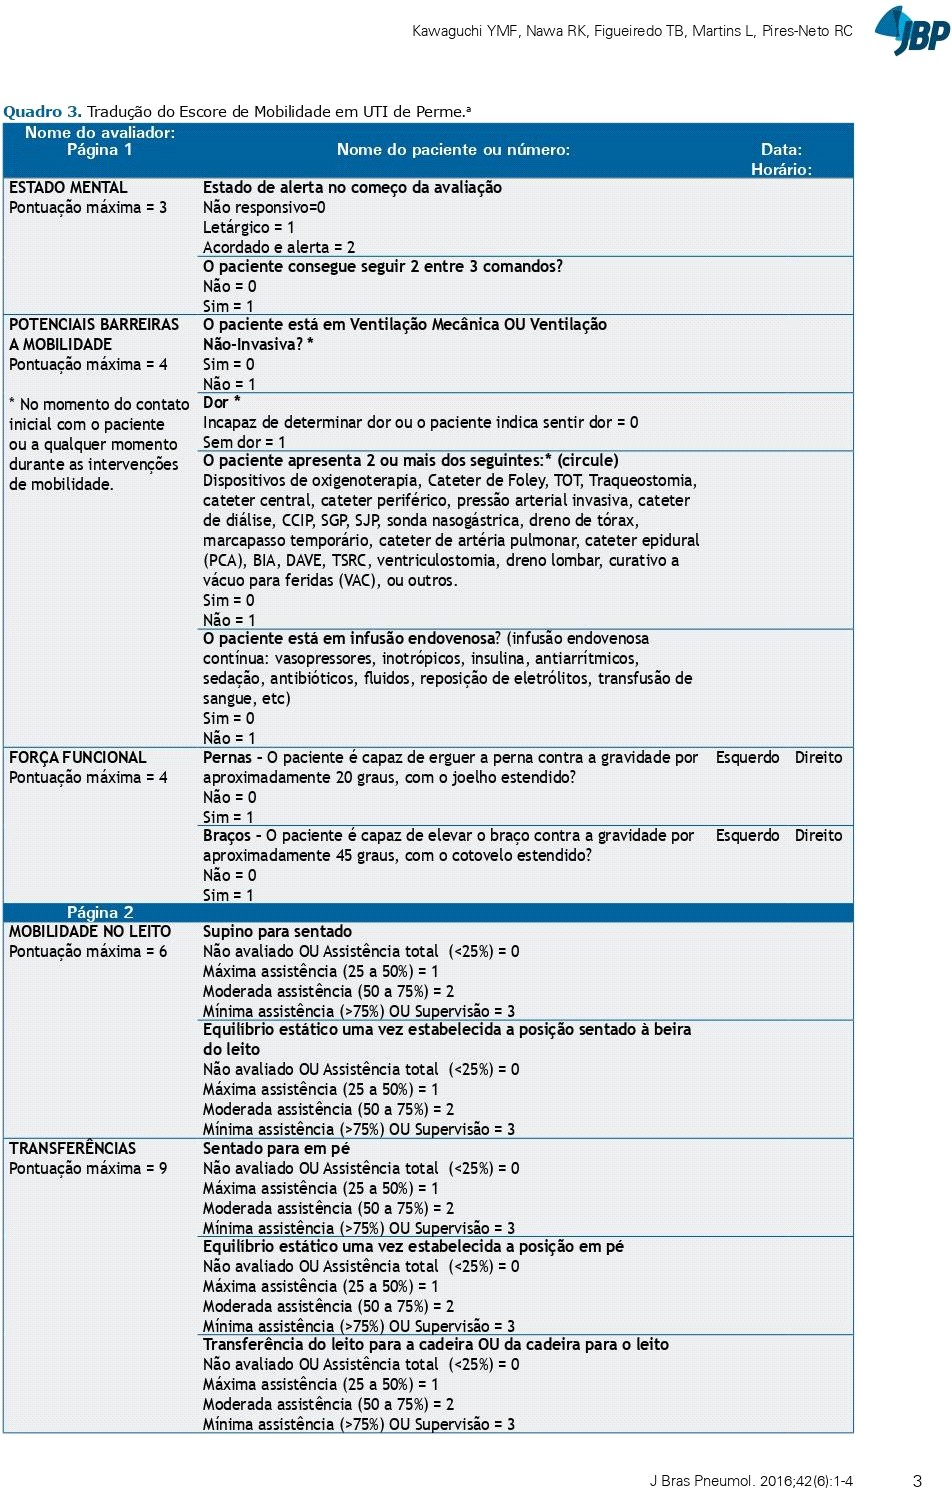 Kawaguchi YMF, Nawa RK, Figueiredo TB, Martins L, Pires-Neto RC
JBP
Quadro 3. Tradução do Escore de Mobilidade em UTI de Perme.ª
Nome do avaliador:
Página 1
Nome do paciente ou número:
Data:
Horário:
ESTADO MENTAL
Pontuação máxima = 3
Estado de alerta no começo da avaliação
Não responsivo=0
Letárgico = 1
Acordado e alerta = 2
O paciente consegue seguir 2 entre 3 comandos?
Não = 0
Sim = 1
POTENCIAIS BARREIRAS
A MOBILIDADE
Pontuação máxima = 4
* No momento do contato
inicial com o paciente
ou a qualquer momento
durante as intervenções
de mobilidade.
O paciente está em Ventilação Mecânica OU Ventilação
Não-Invasiva? *
Sim = 0
Não = 1
Dor *
Incapaz de determinar dor ou o paciente indica sentir dor = 0
Sem dor = 1
O paciente apresenta 2 ou mais dos seguintes:* (circule)
Dispositivos de oxigenoterapia, Cateter de Foley, TOT, Traqueostomia,
cateter central, cateter periférico, pressão arterial invasiva, cateter
de diálise, CCIP, SGP, SJP, sonda nasogástrica, dreno de tórax,
marcapasso temporário, cateter de artéria pulmonar, cateter epidural
(PCA), BIA, DAVE, TSRC, ventriculostomia, dreno lombar, curativo a
vácuo para feridas (VAC), ou outros.
Sim = 0
Não = 1
O paciente está em infusão endovenosa? (infusão endovenosa
contínua: vasopressores, inotrópicos, insulina, antiarrítmicos,
sedação, antibióticos, fluidos, reposição de eletrólitos, transfusão de
sangue, etc)
Sim = 0
Não = 1
FORÇA FUNCIONAL
Pontuação máxima = 4
Pernas – O paciente é capaz de erguer a perna contra a gravidade por
aproximadamente 20 graus, com o joelho estendido?
Não = 0
Sim = 1
Esquerdo Direito
Braços – O paciente é capaz de elevar o braço contra a gravidade por
aproximadamente 45 graus, com o cotovelo estendido?
Não = 0
Sim = 1
Esquerdo Direito
Página 2
MOBILIDADE NO LEITO
Pontuação máxima = 6
Supino para sentado
Não avaliado OU Assistência total (<25%) = 0
Máxima assistência (25 a 50%) = 1
Moderada assistência (50 a 75%) = 2
Mínima assistência (>75%) OU Supervisão = 3
Equilíbrio estático uma vez estabelecida a posição sentado à beira
do leito
Não avaliado OU Assistência total (<25%) = 0
Máxima assistência (25 a 50%) = 1
Moderada assistência (50 a 75%) = 2
Mínima assistência (>75%) OU Supervisão = 3
TRANSFERÊNCIAS
Pontuação máxima = 9
Sentado para em pé
Não avaliado OU Assistência total (<25%) = 0
Máxima assistência (25 a 50%) = 1
Moderada assistência (50 a 75%) = 2
Mínima assistência (>75%) OU Supervisão = 3
Equilíbrio estático uma vez estabelecida a posição em pé
Não avaliado OU Assistência total (<25%) = 0
Máxima assistência (25 a 50%) = 1
Moderada assistência (50 a 75%) = 2
Mínima assistência (>75%) OU Supervisão = 3
Transferência do leito para a cadeira OU da cadeira para o leito
Não avaliado OU Assistência total (<25%) = 0
Máxima assistência (25 a 50%) = 1
Moderada assistência (50 a 75%) = 2
Mínima assistência (>75%) OU Supervisão = 3
J Bras Pneumol. 2016;42(6):1-4
3